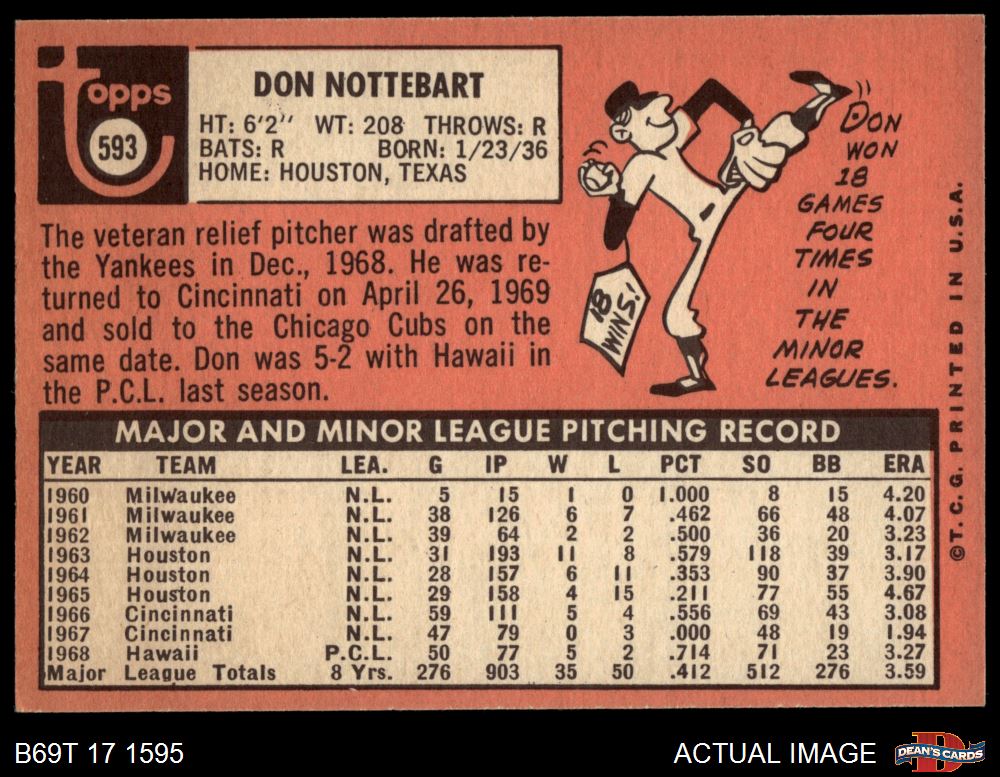 Topps
593
DON NOTTEBART
HT: 6'2" WT: 208 THROWS: R
BATS: R BORN: 1/23/36
HOME: HOUSTON, TEXAS
The veteran relief pitcher was drafted by
the Yankees in Dec., 1968. He was re-
turned to Cincinnati on April 26, 1969
and sold to the Chicago Cubs on the
same date. Don was 5-2 with Hawaii in
the P.C.L. last season.
18
WINS!
DON
WON
18
GAMES
FOUR
TIMES
IN
THE
MINOR
LEAGUES.
MAJOR AND MINOR LEAGUE PITCHING RECORD
YEAR TEAM LEA. G IP W L PCT SO BB ERA
1960 Milwaukee N.L. 5 15 1 0 1.000 8 15 4.20
1961 Milwaukee N.L. 38 126 6 7 .462 66 48 4.07
1962 Milwaukee N.L. 39 64 2 2 .500 36 20 3.23
1963 Houston N.L. 31 193 11 8 .579 118 39 3.17
1964 Houston N.L. 28 157 6 11 .353 90 37 3.90
1965 Houston N.L. 29 158 4 15 .211 77 55 4.67
1966 Cincinnati N.L. 59 111 5 4 .556 69 43 3.08
1967 Cincinnati N.L. 47 79 0 3 .000 48 19 1.94
1968 Hawaii P.C.L. 50 77 5 2 .714 71 23 3.27
Major League Totals 8 Yrs. 276 903 35 50 .412 512 276 3.59
©T. C. G. PRINTED IN U.S.A.
B69T 17 1595
ACTUAL IMAGE
D
DEAN'S CARDS